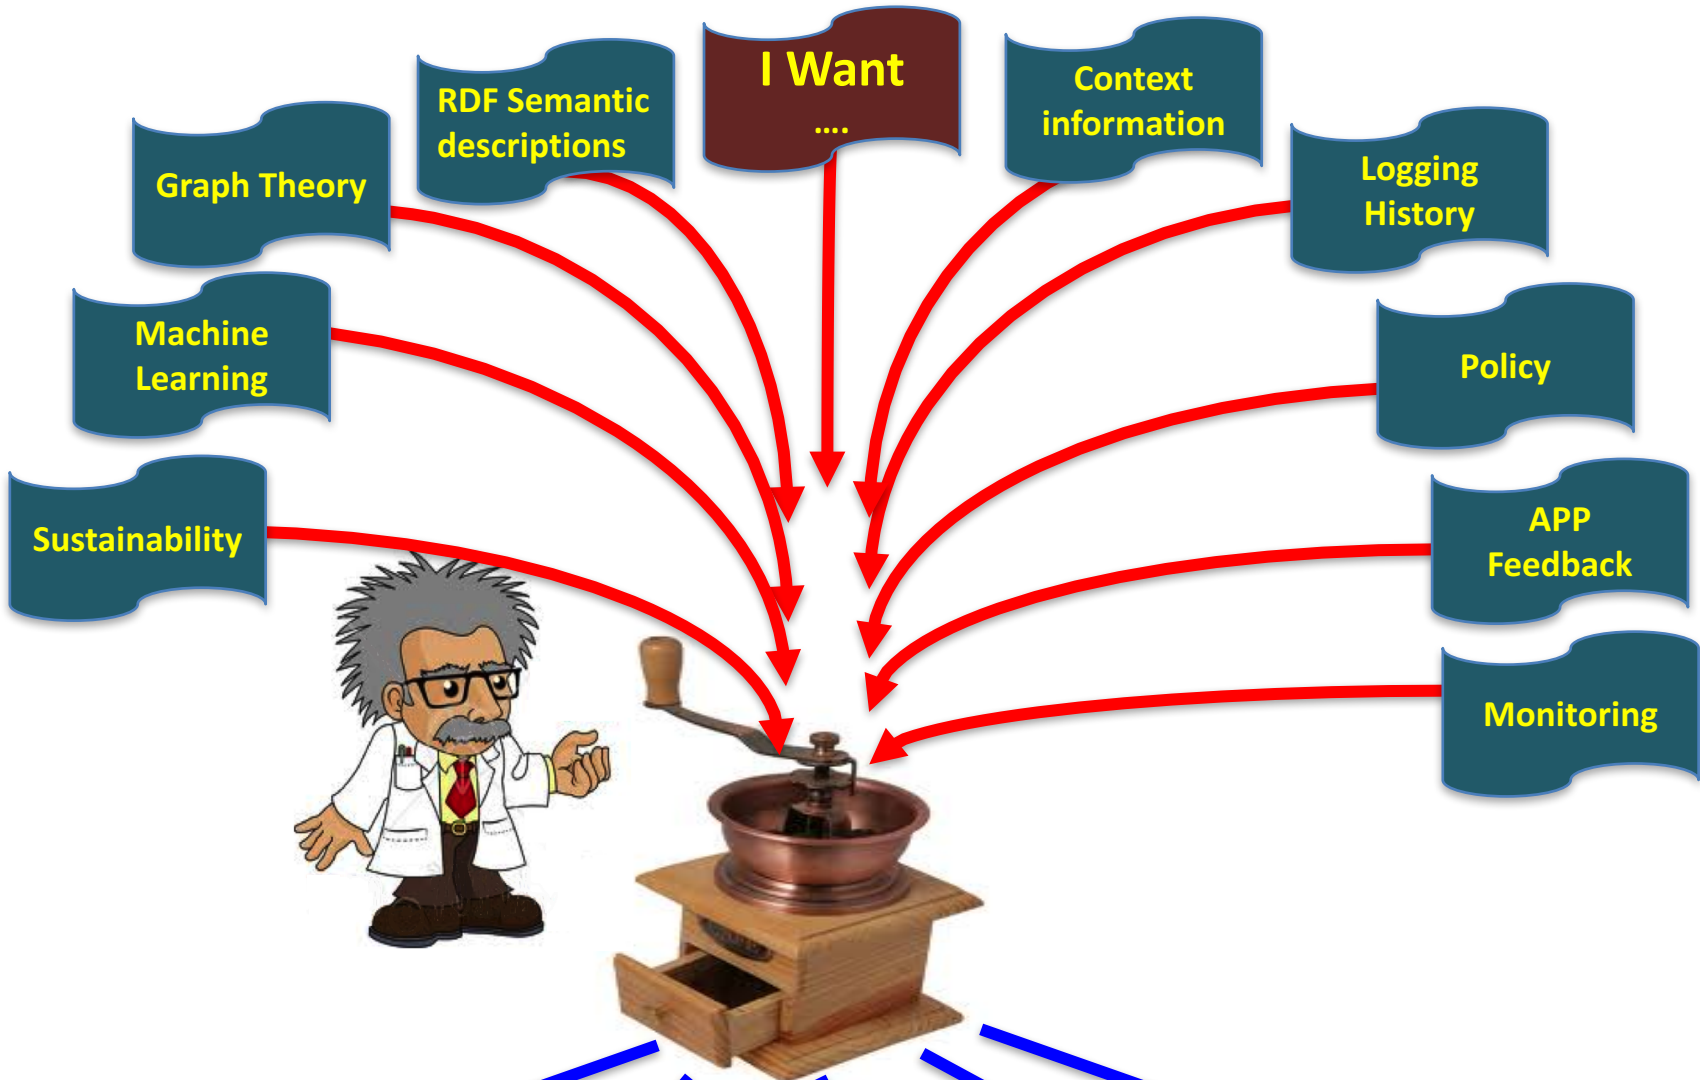 I Want
....
RDF Semantic
descriptions
Context
information
Graph Theory
Logging
History
Machine
Learning
Policy
Sustainability
APP
Feedback
Monitoring